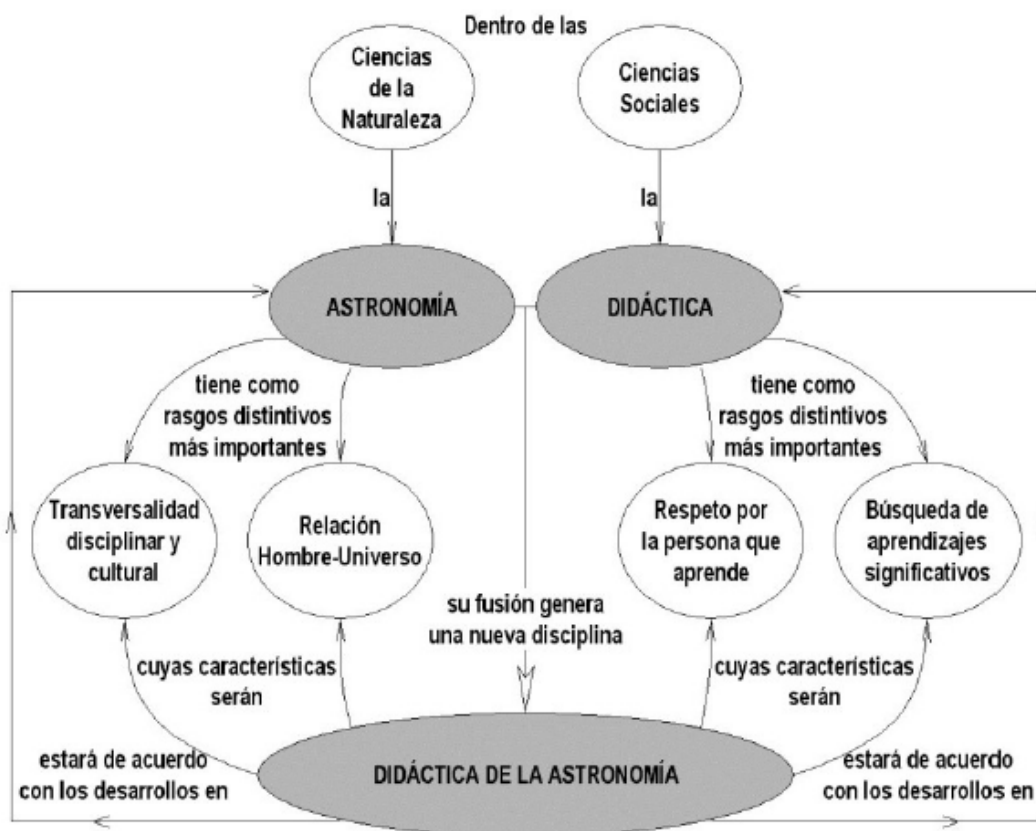 Dentro de las
Ciencias
de la
Naturaleza
Ciencias
Sociales
la
la
ASTRONOMÍA
DIDÁCTICA
tiene como
rasgos distintivos
más importantes
tiene como
rasgos distintivos
más importantes
Transversalidad
disciplinar y
cultural
Relación
Hombre-Universo
Respeto por
la persona que
aprende
Búsqueda de
aprendizajes
significativos
su fusión genera
una nueva disciplina
cuyas características
serán
cuyas características
serán
DIDÁCTICA DE LA ASTRONOMÍA
estará de acuerdo
con los desarrollos en
estará de acuerdo
con los desarrollos en